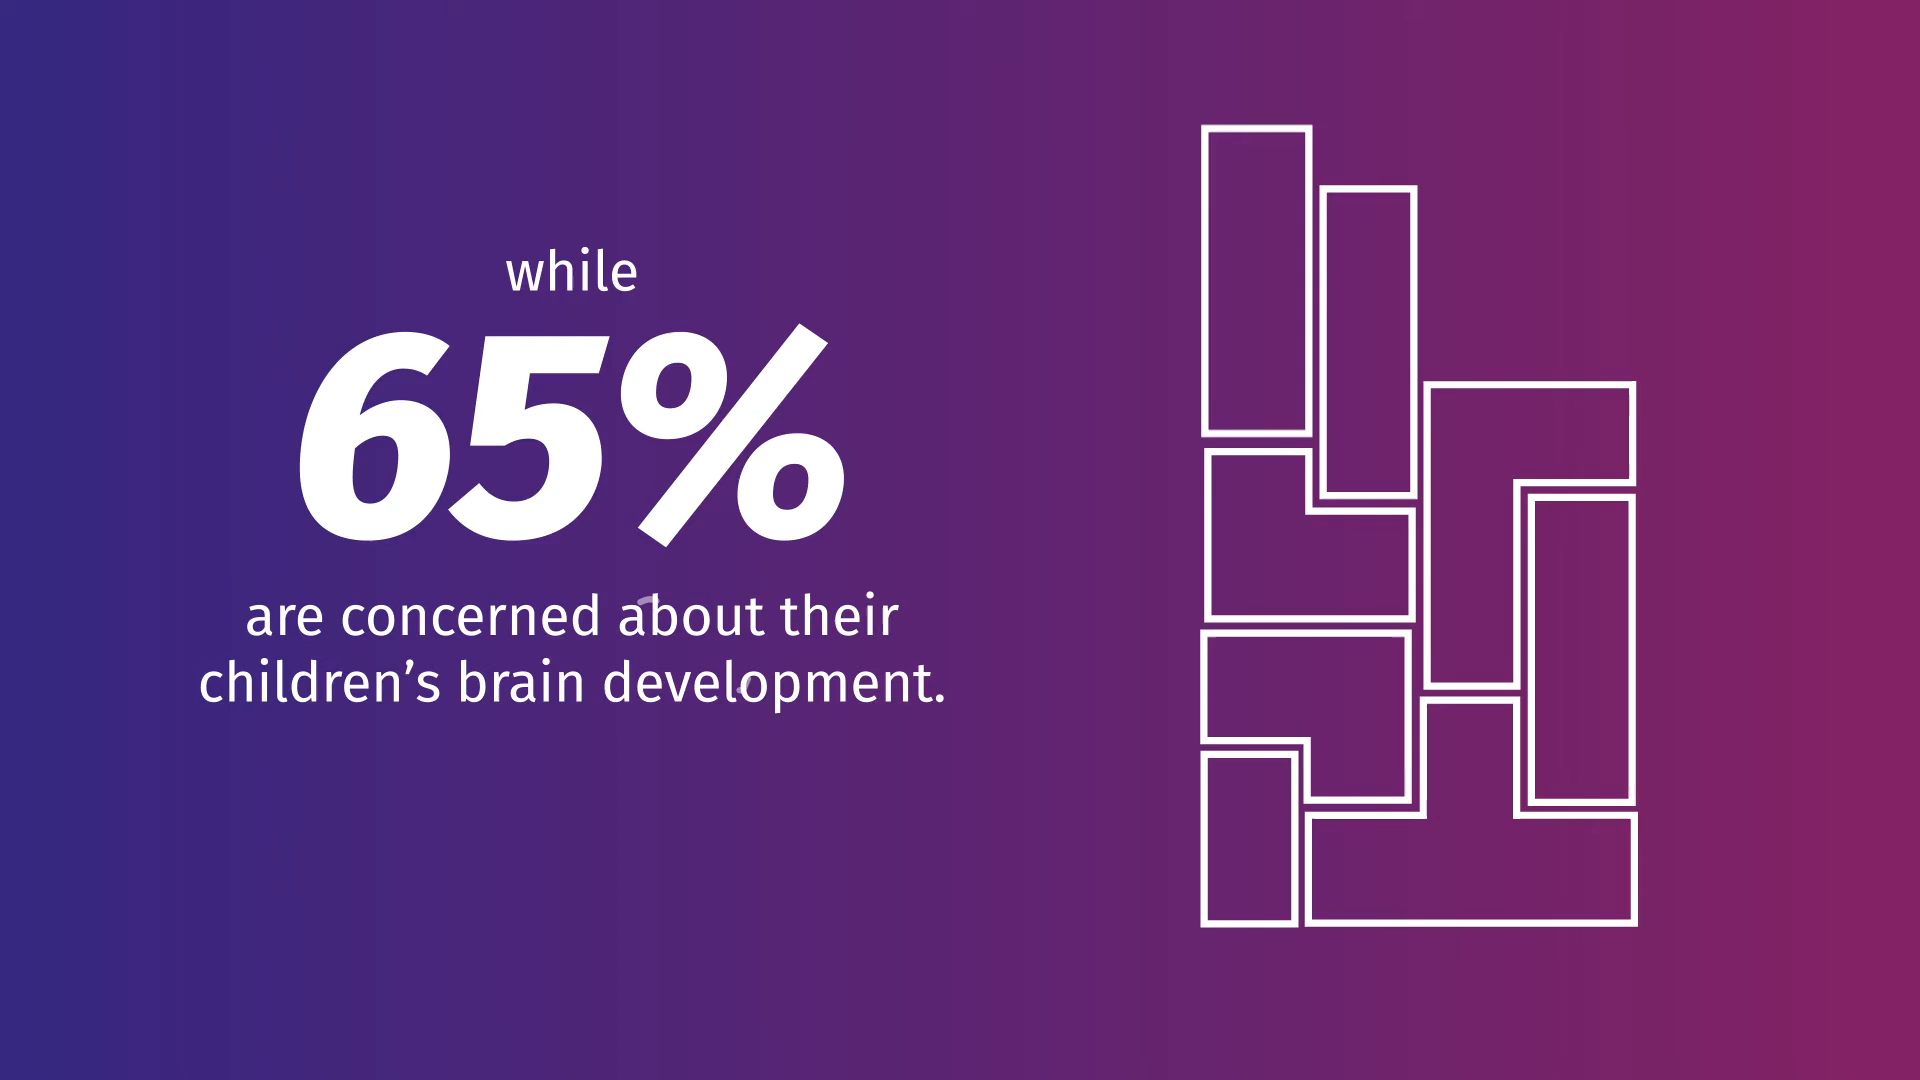 while
65%
are concerned about their
children’s brain development.